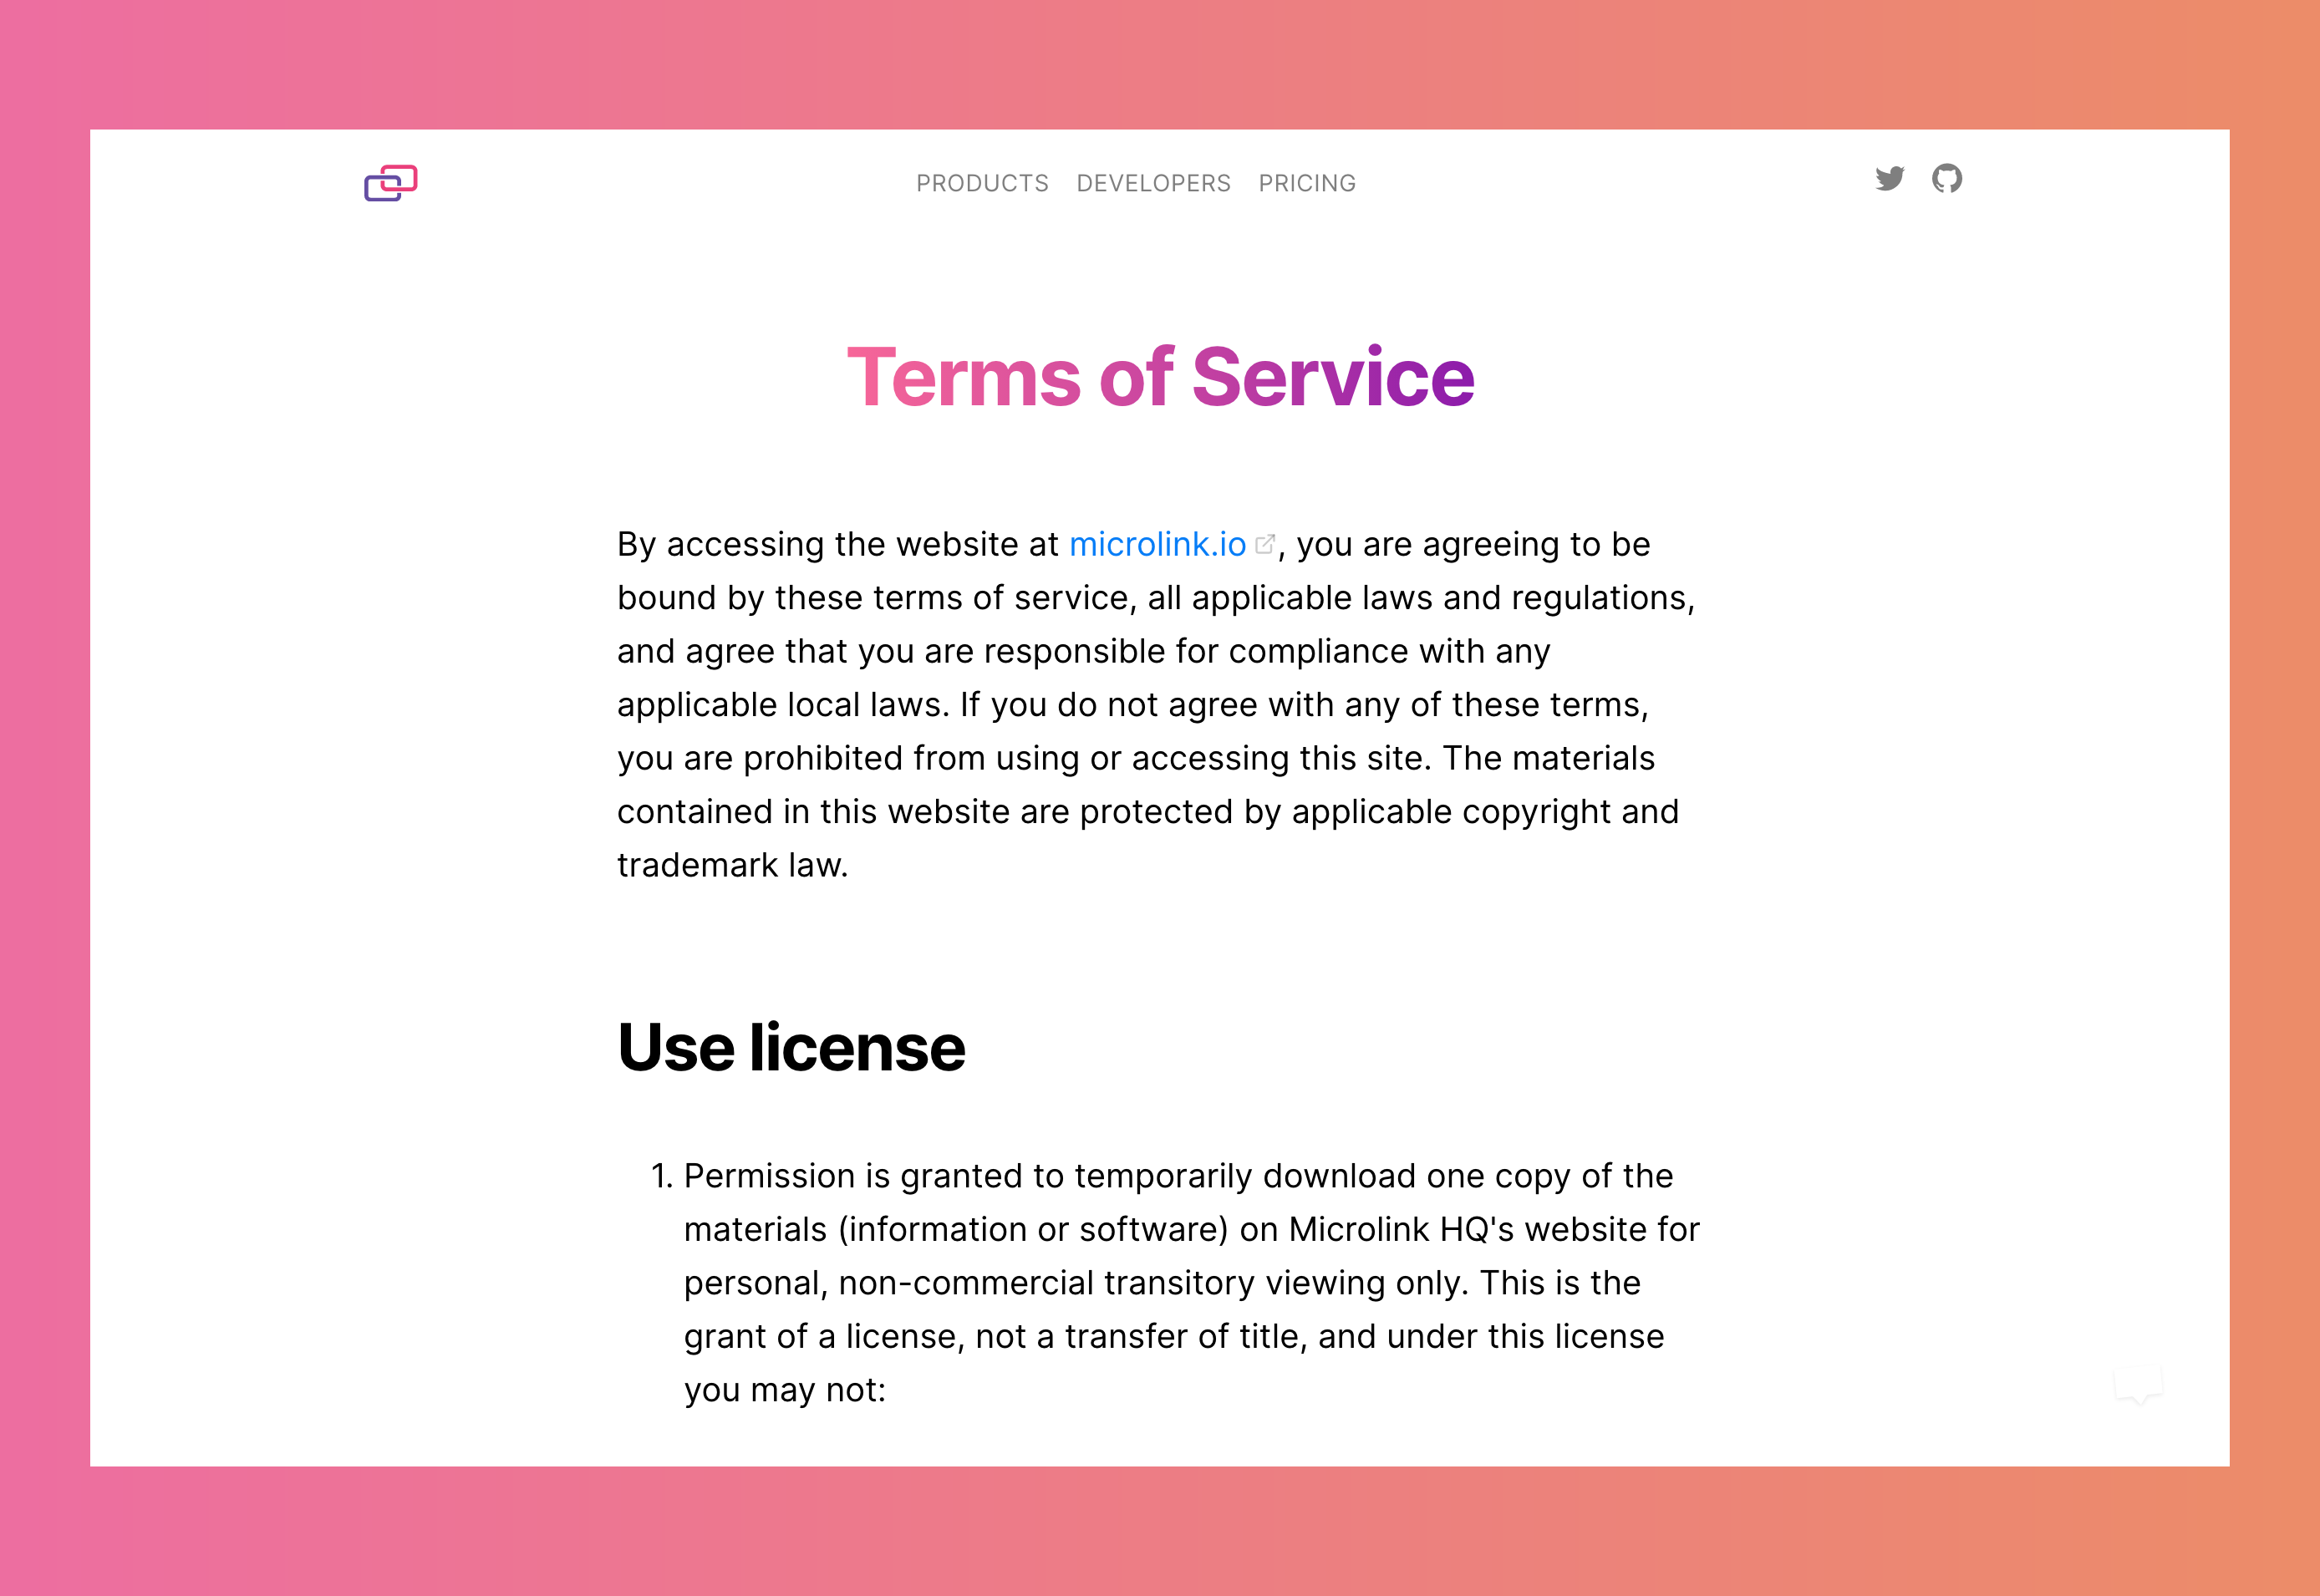 PRODUCTS DEVELOPERS PRICING
Terms of Service
By accessing the website at microlink.io, you are agreeing to be
bound by these terms of service, all applicable laws and regulations,
and agree that you are responsible for compliance with any
applicable local laws. If you do not agree with any of these terms,
you are prohibited from using or accessing this site. The materials
contained in this website are protected by applicable copyright and
trademark law.
Use license
1. Permission is granted to temporarily download one copy of the
materials (information or software) on Microlink HQ's website for
personal, non-commercial transitory viewing only. This is the
grant of a license, not a transfer of title, and under this license
you may not: